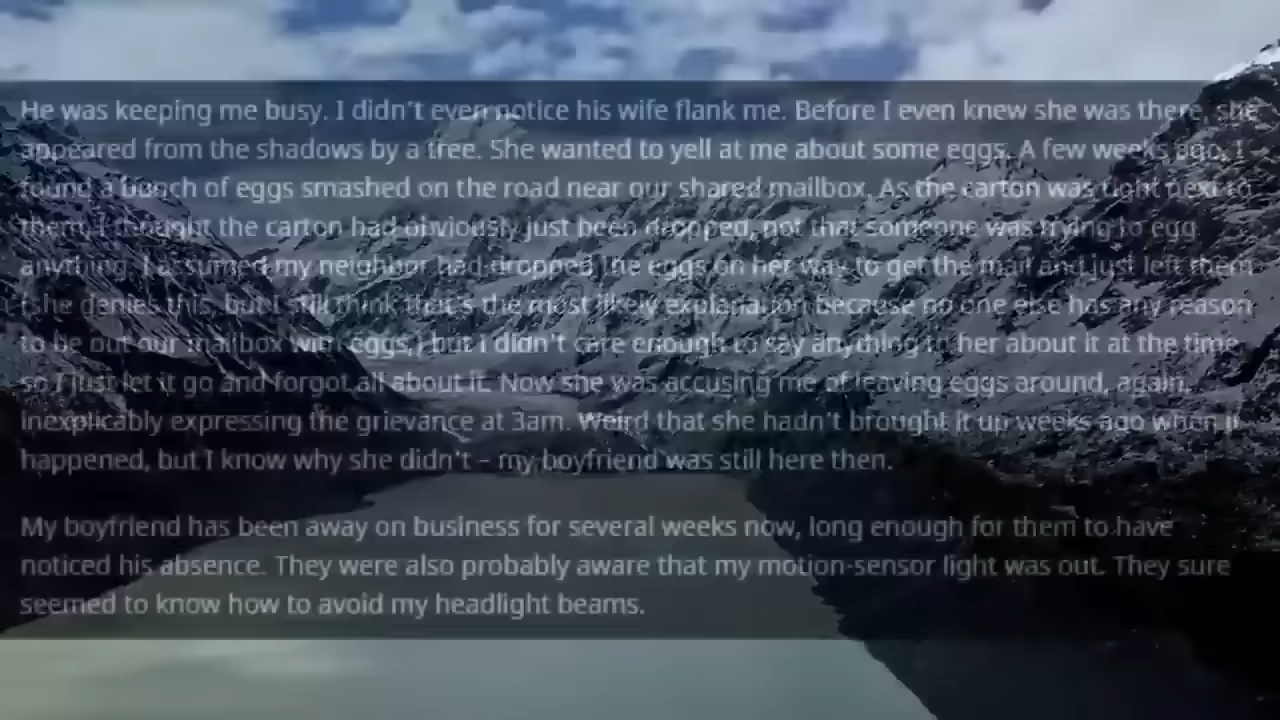 He was keeping me busy. I didn't even notice his wife flank me. Before I even knew she was there, she
appeared from the shadows by a tree. She wanted to yell at me about some eggs. A few weeks ago, I
found a bunch of eggs smashed on the road near our shared mailbox. As the carton was right next to
them, I thought the carton had obviously just been dropped, not that someone was trying to egg
anything. I assumed my neighbor had dropped the eggs on her way to get the mail and just left them
(she denies this, but I still think that's the most likely explanation because no one else has any reason
to be out our mailbox with eggs,) but I didn't care enough to say anything to her about it at the time,
so I just let it go and forgot all about it. Now she was accusing me of leaving eggs around, again,
inexplicably expressing the grievance at 3am. Weird that she hadn't brought it up weeks ago when it
happened, but I know why she didn't - my boyfriend was still here then.
My boyfriend has been away on business for several weeks now, long enough for them to have
noticed his absence. They were also probably aware that my motion-sensor light was out. They sure
seemed to know how to avoid my headlight beams.